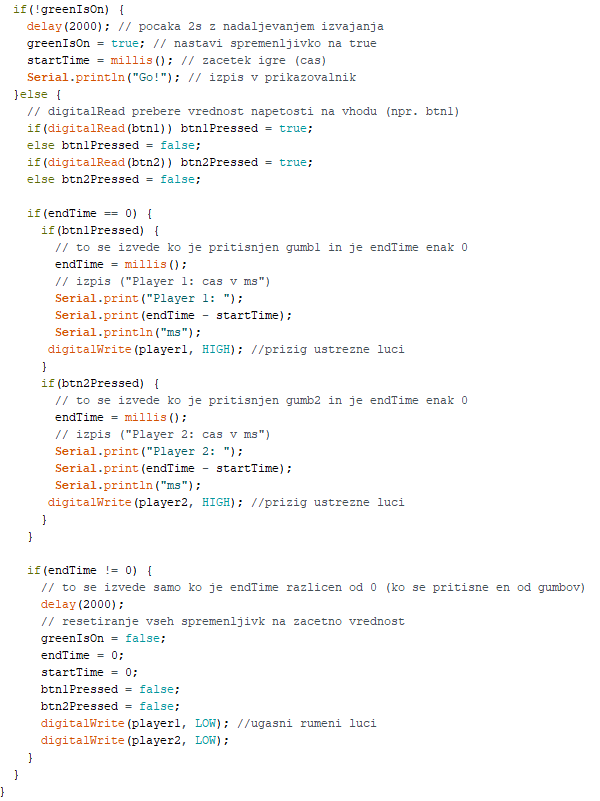 if(!greenIsOn) {
delay(2000); // pocaka 2s z nadaljevanjem izvajanja
greenIsOn = true; // nastavi spremenljivko na true
startTime = millis(); // zacetek igre (cas)
Serial.println("Go!"); // izpis v prikazovalnik
}else {
// digitalRead prebere vrednost napetosti na vhodu (npr. btn1)
if(digitalRead(btn1)) btn1Pressed = true;
else btn1Pressed = false;
if(digitalRead(btn2)) btn2Pressed = true;
else btn2Pressed = false;
if(endTime == 0) {
if(btn1Pressed) {
// to se izvede ko je pritisnjen gumb1 in je endTime enak 0
endTime = millis();
// izpis ("Player 1: cas v ms")
Serial.print("Player 1: ");
Serial.print(endTime - startTime);
Serial.println("ms");
digitalWrite(player1, HIGH); //prizig ustrezne luci
}
if(btn2Pressed) {
// to se izvede ko je pritisnjen gumb2 in je endTime enak 0
endTime = millis();
// izpis ("Player 2: cas v ms")
Serial.print("Player 2: ");
Serial.print(endTime - startTime);
Serial.println("ms");
digitalWrite(player2, HIGH); //prizig ustrezne luci
}
}
if(endTime != 0) {
// to se izvede samo ko je endTime razlicen od 0 (ko se pritisne en od gumbov)
delay(2000);
// resetiranje vseh spremenljivk na zacetno vrednost
greenIsOn = false;
endTime = 0;
startTime = 0;
btn1Pressed = false;
btn2Pressed = false;
digitalWrite(player1, LOW); //ugasni rumeni luci
digitalWrite(player2, LOW);
}
}
}